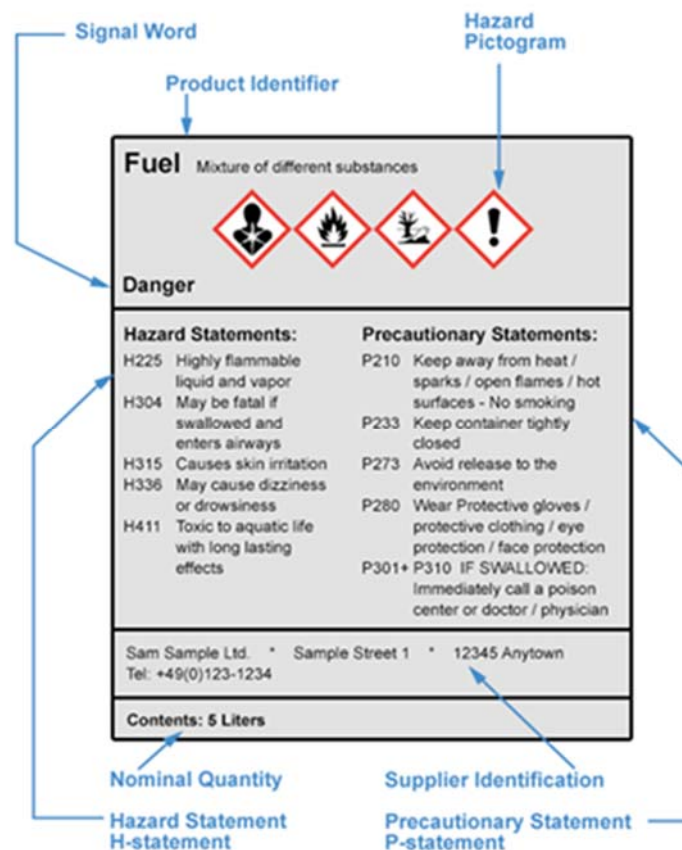 Signal Word
Hazard
Pictogram
Product Identifier
Fuel Mixture of different substances
Danger
Hazard Statements:
H225 Highly flammable
liquid and vapor
H304 May be fatal if
swallowed and
enters airways
H315 Causes skin irritation
H336 May cause dizziness
or drowsiness
H411 Toxic to aquatic life
with long lasting
effects
Precautionary Statements:
P210 Keep away from heat /
sparks / open flames / hot
surfaces - No smoking
P233 Keep container tightly
closed
P273 Avoid release to the
environment
P280 Wear Protective gloves /
protective clothing / eye
protection / face protection
P301+ P310 IF SWALLOWED:
Immediately call a poison
center or doctor / physician
Sam Sample Ltd. * Sample Street 1 * 12345 Anytown
Tel: +49(0)123-1234
Contents: 5 Liters
Nominal Quantity
Supplier Identification
Hazard Statement
H-statement
Precautionary Statement
P-statement